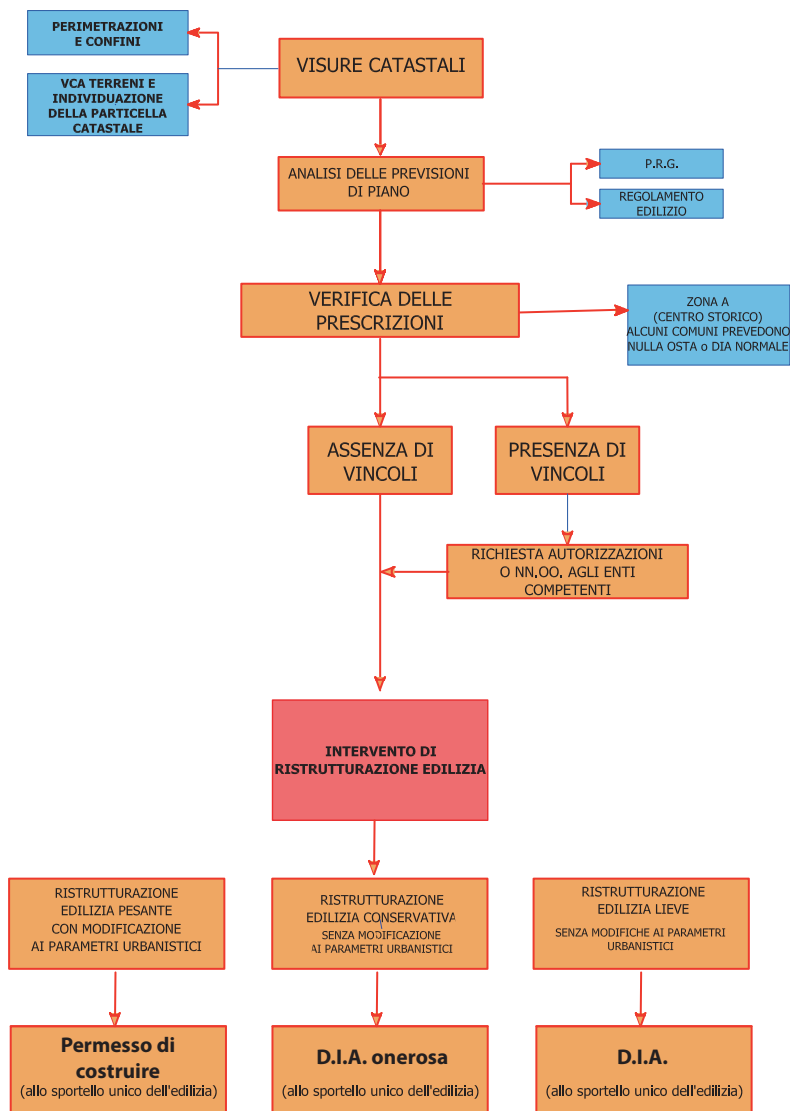 PERIMETRAZIONI
E CONFINI
VISURE CATASTALI
VCA TERRENI E
INDIVIDUAZIONE
DELLA PARTICELLA
CATASTALE
ANALISI DELLE PREVISIONI
DI PIANO
P.R.G.
REGOLAMENTO
EDILIZIO
VERIFICA DELLE
PRESCRIZIONI
ZONA A
(CENTRO STORICO)
ALCUNI COMUNI PREVEDONO
NULLA OSTA o DIA NORMALE
ASSENZA DI
VINCOLI
PRESENZA DI
VINCOLI
RICHIESTA AUTORIZZAZIONI
O NN.OO. AGLI ENTI
COMPETENTI
INTERVENTO DI
RISTRUTTURAZIONE EDILIZIA
RISTRUTTURAZIONE
EDILIZIA PESANTE
CON MODIFICAZIONE
AI PARAMETRI URBANISTICI
RISTRUTTURAZIONE
EDILIZIA CONSERVATIVA
SENZA MODIFICAZIONE
AI PARAMETRI URBANISTICI
RISTRUTTURAZIONE
EDILIZIA LIEVE
SENZA MODIFICHE AI PARAMETRI
URBANISTICI
Permesso di
costruire
(allo sportello unico dell'edilizia)
D.I.A. onerosa
(allo sportello unico dell'edilizia)
D.I.A.
(allo sportello unico dell'edilizia)